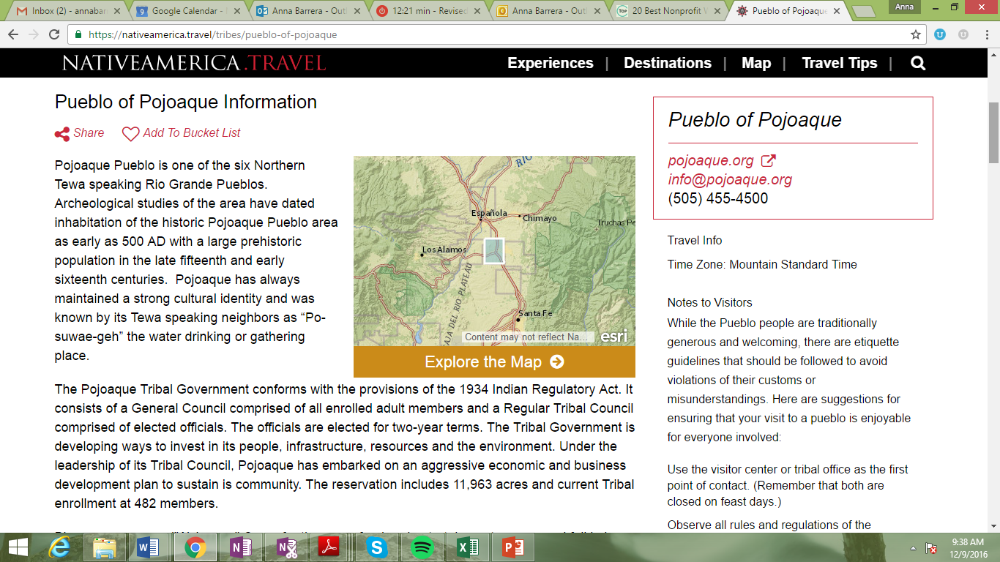 Inbox (2) - annaban
Google Calendar -
Anna Barrera - Outl
12:21 min - Revised
Anna Barrera - Outl
TOP
20 Best Nonprofit W
Pueblo of Pojoaque
Anna
https://nativeamerica.travel/tribes/pueblo-of-pojoaque
NATIVEAMERICA.TRAVEL
Experiences | Destinations | Map | Travel Tips |
Pueblo of Pojoaque Information
Share
Add To Bucket List
Pojoaque Pueblo is one of the six Northern
Tewa speaking Rio Grande Pueblos.
Archeological studies of the area have dated
inhabitation of the historic Pojoaque Pueblo area
as early as 500 AD with a large prehistoric
population in the late fifteenth and early
sixteenth centuries.  Pojoaque has always
maintained a strong cultural identity and was
known by its Tewa speaking neighbors as “Po-
suwae-geh” the water drinking or gathering
place.
RIO
Española
Chimayo
Truchas Pe
Los Alamos
CAJA DEL RIO PLATEAU
Santa Fe
Content may not reflect Na...
esri
Explore the Map
The Pojoaque Tribal Government conforms with the provisions of the 1934 Indian Regulatory Act. It
consists of a General Council comprised of all enrolled adult members and a Regular Tribal Council
comprised of elected officials. The officials are elected for two-year terms. The Tribal Government is
developing ways to invest in its people, infrastructure, resources and the environment. Under the
leadership of its Tribal Council, Pojoaque has embarked on an aggressive economic and business
development plan to sustain is community. The reservation includes 11,963 acres and current Tribal
enrollment at 482 members.
Pueblo of Pojoaque
pojoaque.org
info@pojoaque.org
(505) 455-4500
Travel Info
Time Zone: Mountain Standard Time
Notes to Visitors
While the Pueblo people are traditionally
generous and welcoming, there are etiquette
guidelines that should be followed to avoid
violations of their customs or
misunderstandings. Here are suggestions for
ensuring that your visit to a pueblo is enjoyable
for everyone involved:
Use the visitor center or tribal office as the first
point of contact. (Remember that both are
closed on feast days.)
Observe all rules and regulations of the
9:38 AM
12/9/2016